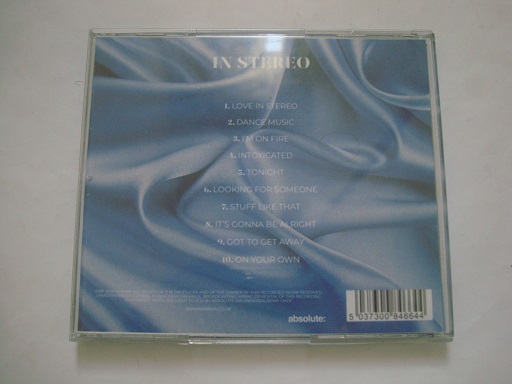 IN STEREO
1. LOVE IN STEREO
2. DANCE MUSIC
3. I'M ON FIRE
4. INTOXICATED
5. TONIGHT
6. LOOKING FOR SOMEONE
7. STUFF LIKE THAT
8. IT'S GONNA BE ALRIGHT
9. GOT TO GET AWAY
10. ON YOUR OWN
absolute:
5 037300 846644